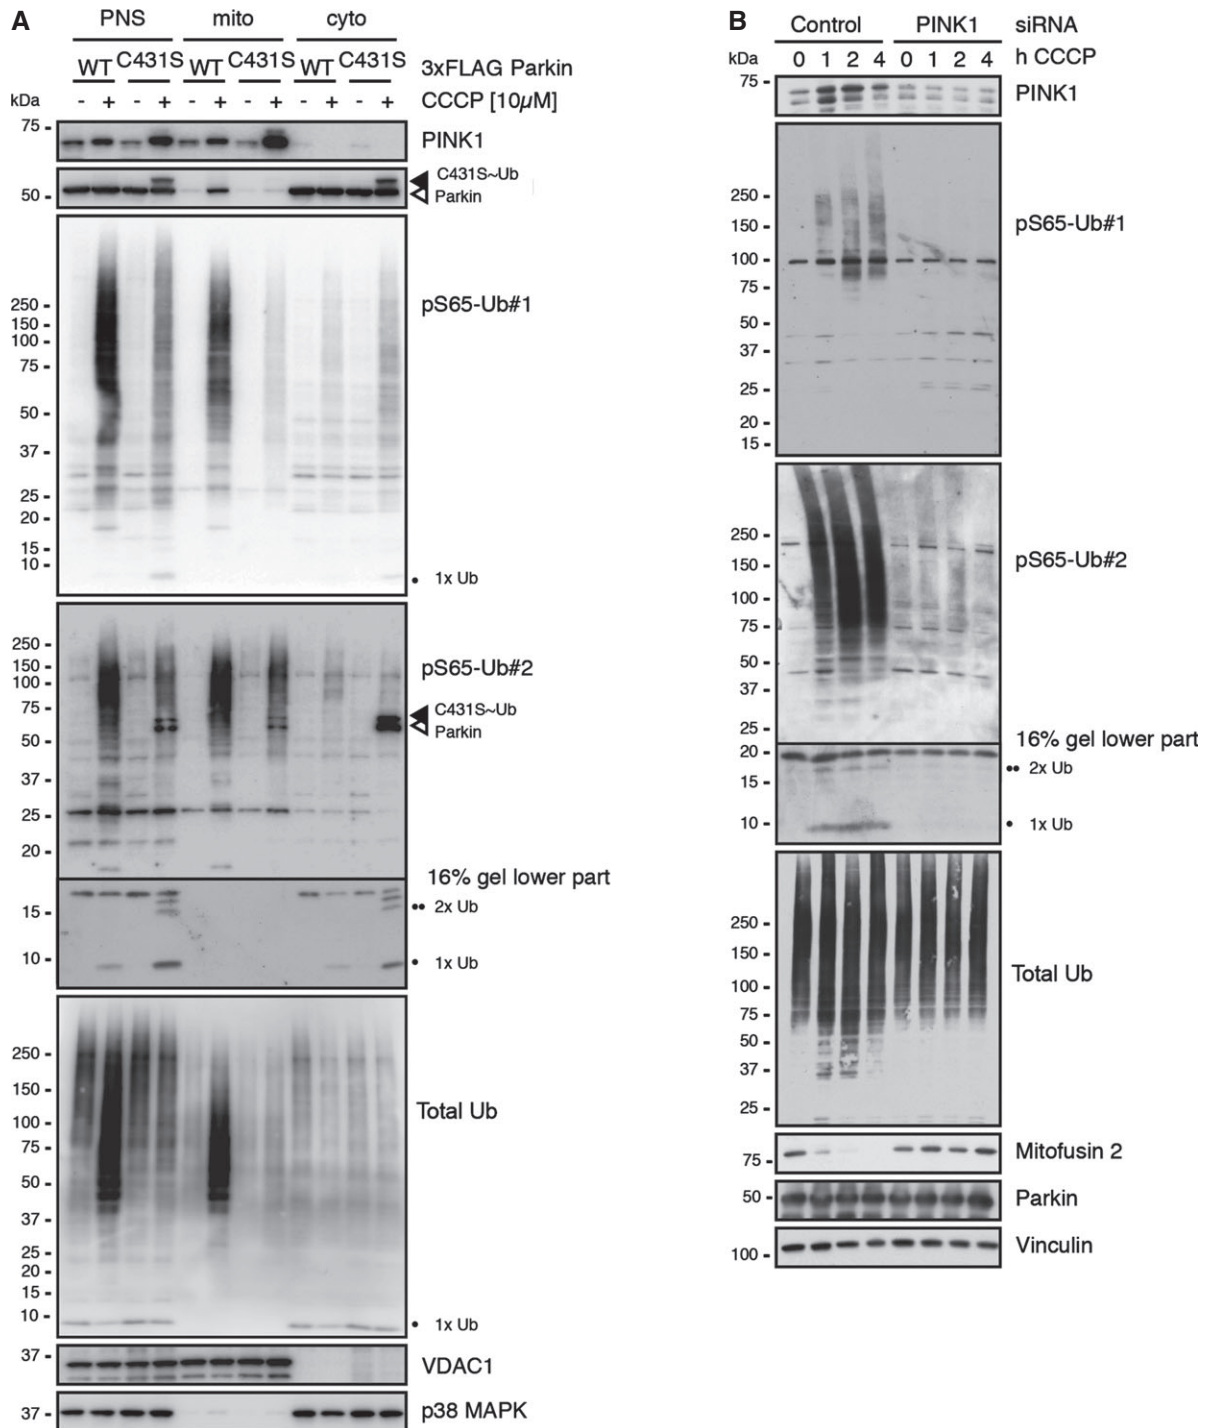 A
PNS mito cyto
WT C431S WT C431S WT C431S 3xFLAG Parkin
kDa - + - + - + - + - + - + CCCP [10µM]
75 - PINK1
C431S~Ub
50 - Parkin
pS65-Ub#1
250 -
150 -
100 -
75 -
50 -
37 -
25 -
20 -
15 -
10 -
• 1x Ub
250 -
150 - pS65-Ub#2
100 -
75 - C431S~Ub
Parkin
50 -
37 -
25 -
20 -
16% gel lower part
15 - •• 2x Ub
10 - • 1x Ub
250 -
150 -
Total Ub
100 -
75 -
50 -
37 -
25 -
20 -
15 -
10 - • 1x Ub
37 - VDAC1
37 - p38 MAPK
B
Control PINK1 siRNA
kDa 0 1 2 4 0 1 2 4 h CCCP
75 - PINK1
250 -
150 - pS65-Ub#1
100 -
75 -
50 -
37 -
25 -
20 -
15 -
250 -
150 - pS65-Ub#2
100 -
75 -
50 -
37 -
25 -
16% gel lower part
20 -
•• 2x Ub
15 -
10 - • 1x Ub
250 -
150 -
Total Ub
100 -
75 -
50 -
37 -
25 -
75 - Mitofusin 2
50 - Parkin
100 - Vinculin